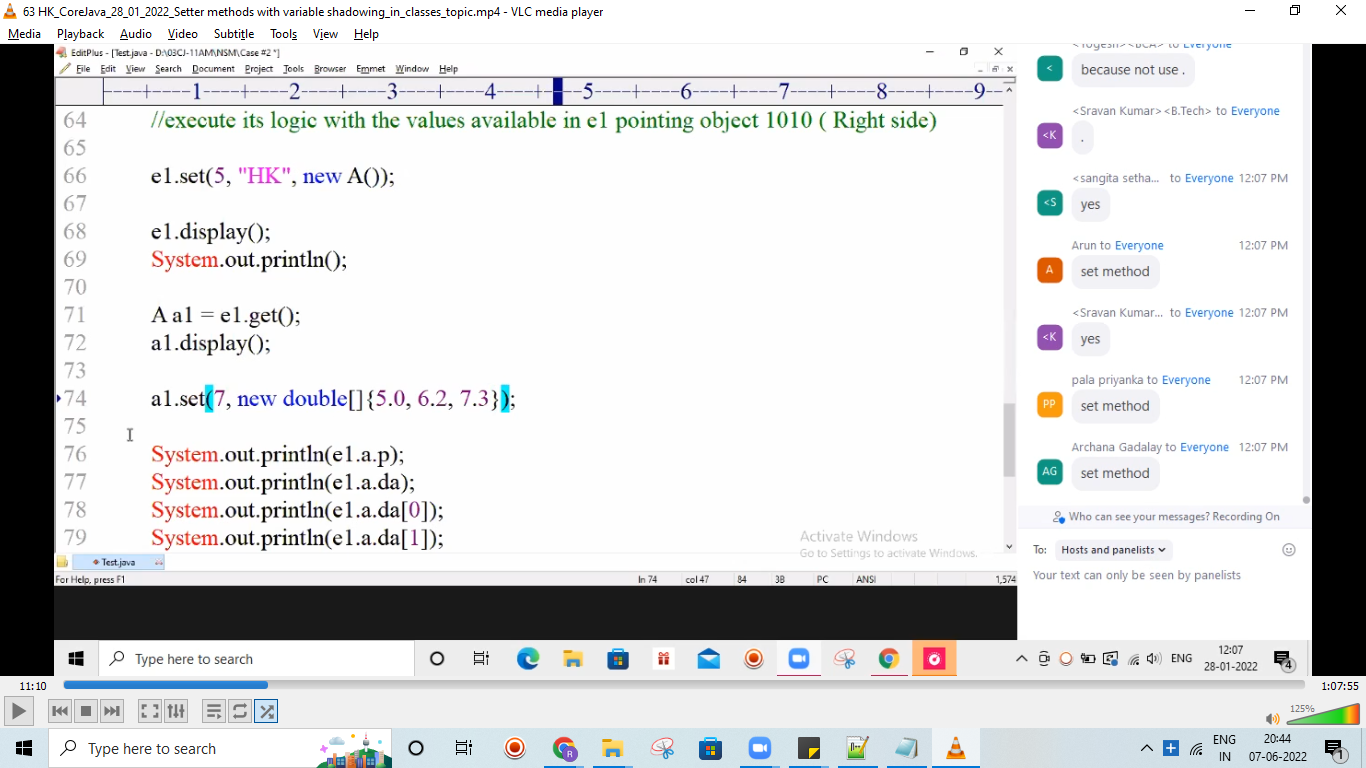 63 HK_CoreJava_28_01_2022_Setter methods with variable shadowing_in_classes_topic.mp4 - VLC media player
Media Playback Audio Video Subtitle Tools View Help
EditPlus - [Test.java - D:\03CJ-11AM\NSM\Case #2 *]
File Edit View Search Document Project Tools Browser Emmet Window Help
----+----1----+----2----+----3----+----4----+----5----+----6----+----7----+----8----+----9--
64 //execute its logic with the values available in e1 pointing object 1010 ( Right side)
65
66 e1.set(5, "HK", new A());
67
68 e1.display();
69 System.out.println();
70
71 A a1 = e1.get();
72 a1.display();
73
74 a1.set(7, new double[]{5.0, 6.2, 7.3});
75
76 System.out.println(e1.a.p);
77 System.out.println(e1.a.da);
78 System.out.println(e1.a.da[0]);
79 System.out.println(e1.a.da[1]);
Activate Windows
Go to Settings to activate Windows.
Test.java
For Help, press F1 ln 74 col 47 84 3B PC ANSI 1,574
<Yogesh><BCA> to Everyone
<
because not use .
<Sravan Kumar><B.Tech> to Everyone
<K
.
<sangita setha... to Everyone 12:07 PM
<S
yes
Arun to Everyone 12:07 PM
A
set method
<Sravan Kumar... to Everyone 12:07 PM
<K
yes
pala priyanka to Everyone 12:07 PM
PP
set method
Archana Gadalay to Everyone 12:07 PM
AG
set method
Who can see your messages? Recording On
To: Hosts and panelists
Your text can only be seen by panelists
Type here to search
ENG
12:07
28-01-2022
4
11:10
1:07:55
125%
Type here to search
ENG
IN
20:44
07-06-2022
1